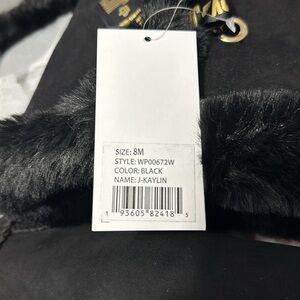 SIZE: 8M
STYLE: WP00672W
COLOR: BLACK
NAME: J-KAYLIN
1 93605 82418 5